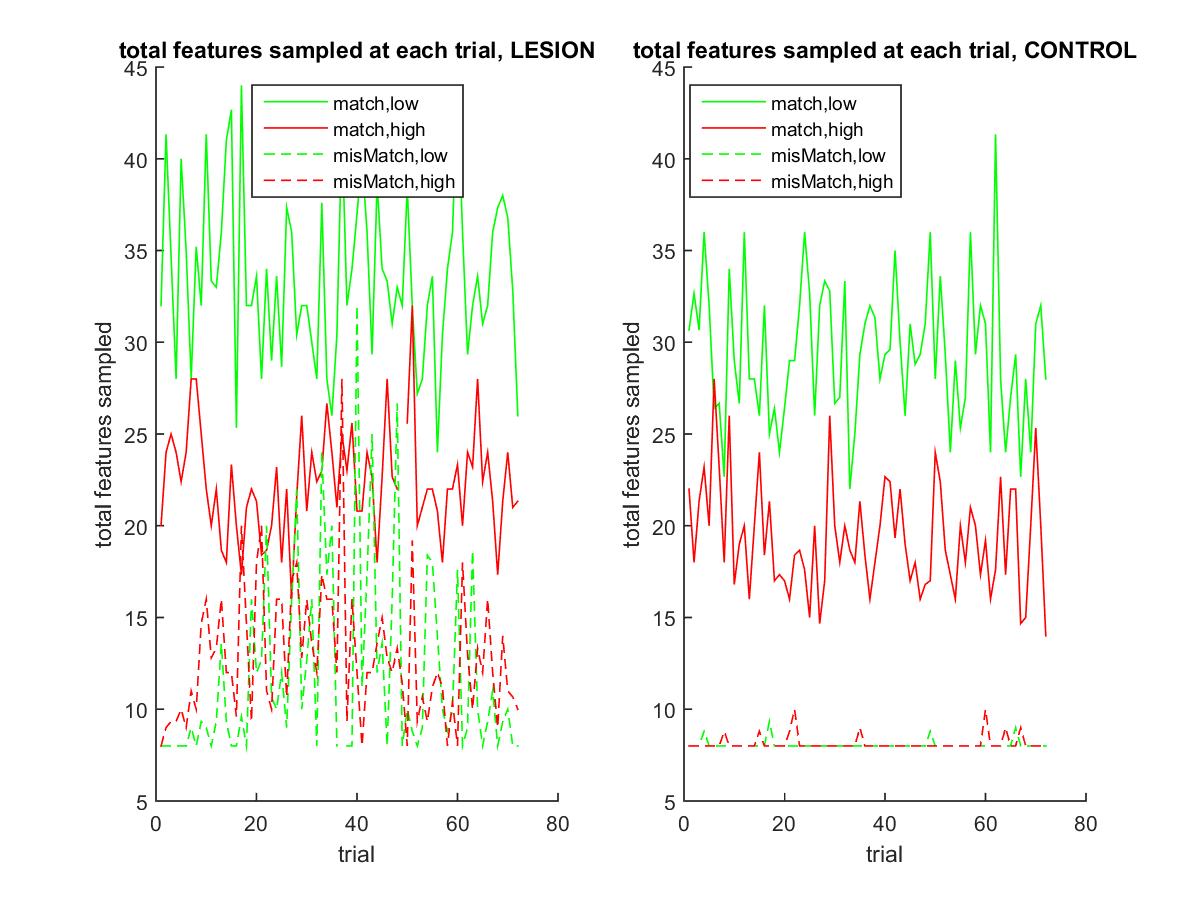 total features sampled at each trial, LESION
45
40
35
30
25
20
15
10
5
total features sampled
match,low
match,high
misMatch,low
misMatch,high
0
20
40
60
80
trial
total features sampled at each trial, CONTROL
45
40
35
30
25
20
15
10
5
total features sampled
match,low
match,high
misMatch,low
misMatch,high
0
20
40
60
80
trial